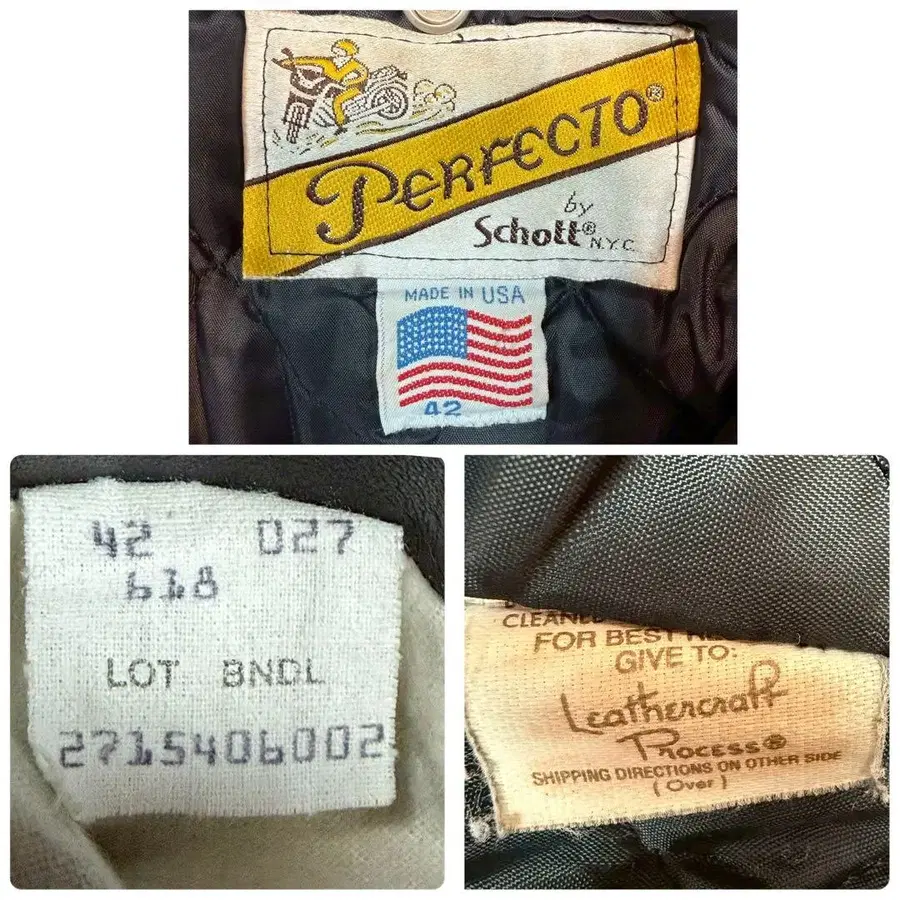 PERFECTO®
by
Schott® N.Y.C.
MADE IN USA
42
42 027
618
LOT BNDL
2715406002
FOR BEST
GIVE TO:
Leathercraft
Process®
SHIPPING DIRECTIONS ON OTHER SIDE
(Over)